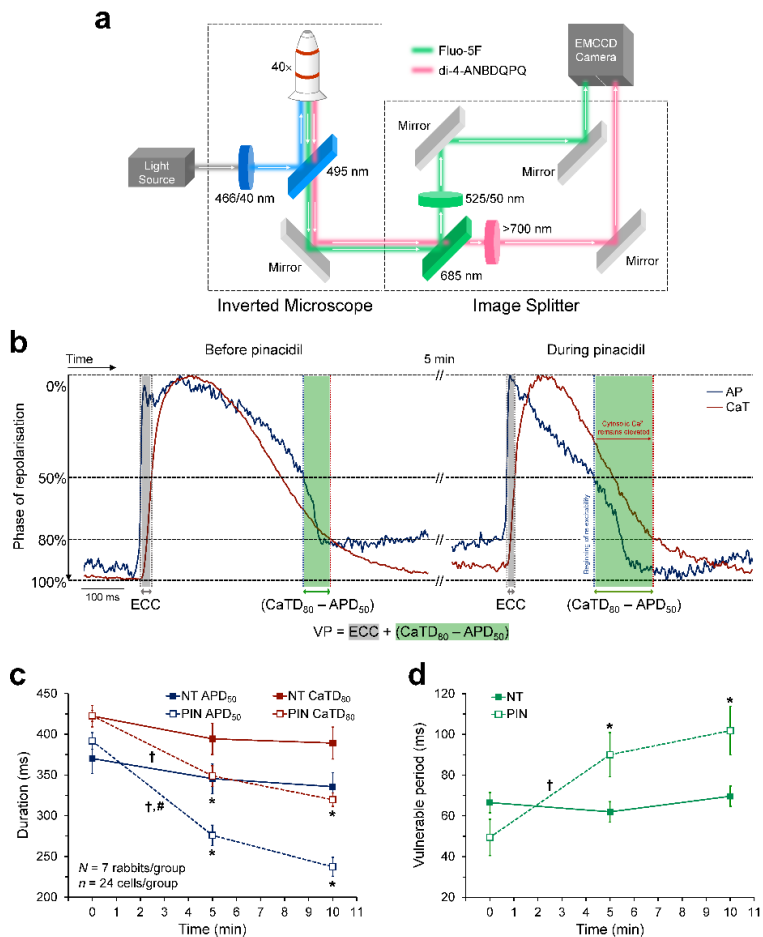 a
Fluo-5F
di-4-ANBDQPQ
EMCCD
Camera
40×
Mirror
Light
Source
495 nm
Mirror
466/40 nm
525/50 nm
>700 nm
Mirror
685 nm
Mirror
Inverted Microscope
Image Splitter
b
Time
Before pinacidil
5 min
During pinacidil
0%
50%
80%
100%
Phase of repolarisation
AP
CaT
Cytosolic Ca²⁺
remains elevated
Beginning of re-excitability
100 ms
ECC
(CaTD₈₀ – APD₅₀)
ECC
(CaTD₈₀ – APD₅₀)
VP = ECC + (CaTD₈₀ – APD₅₀)
c
NT APD₅₀
NT CaTD₈₀
PIN APD₅₀
PIN CaTD₈₀
450
400
350
300
250
200
Duration (ms)
†
†,#
*
*
*
*
N = 7 rabbits/group
n = 24 cells/group
0 1 2 3 4 5 6 7 8 9 10 11
Time (min)
d
NT
PIN
120
100
80
60
40
20
Vulnerable period (ms)
†
*
*
0 1 2 3 4 5 6 7 8 9 10 11
Time (min)